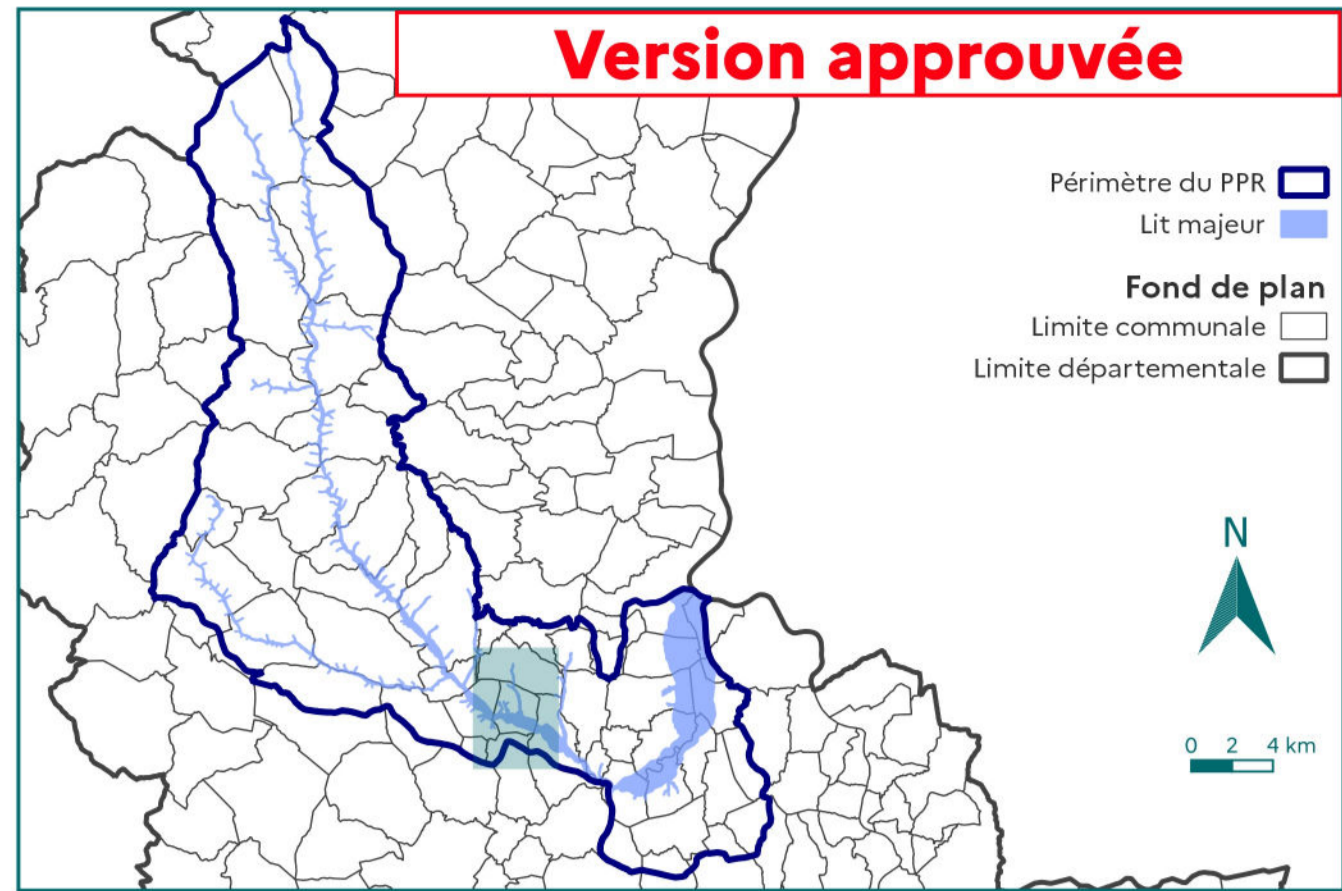 Version approuvée
Périmètre du PPR
Lit majeur
Fond de plan
Limite communale
Limite départementale
N
0 2 4 km